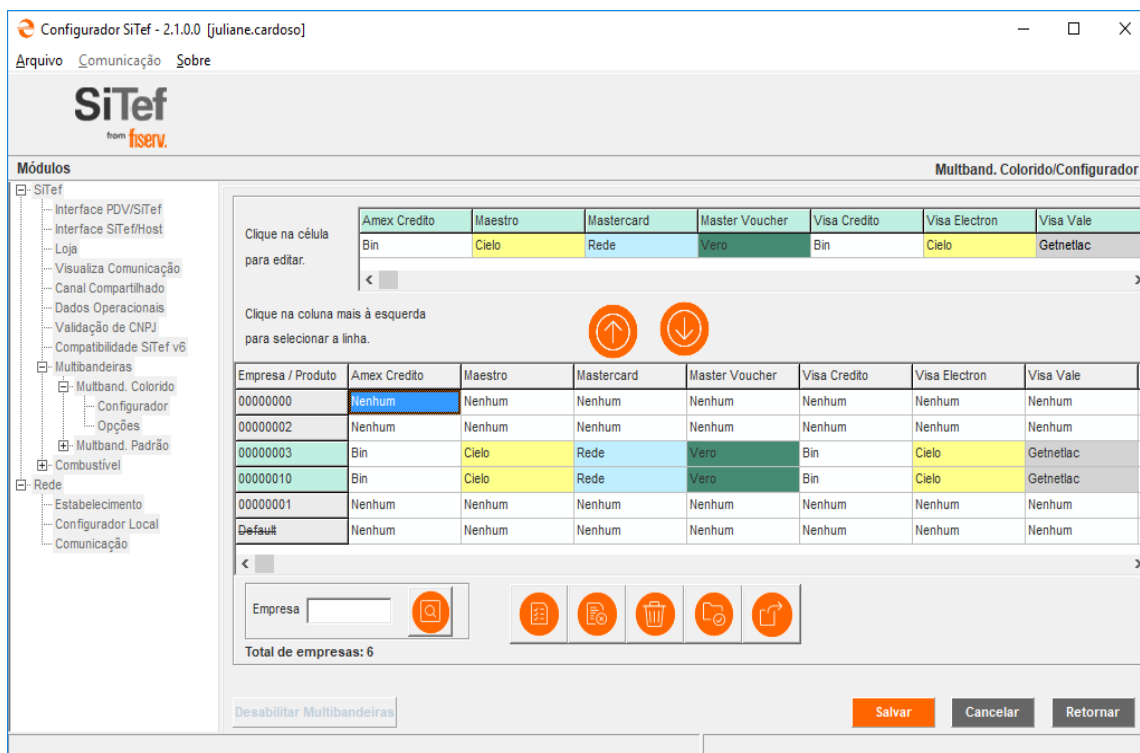 Configurador SiTef - 2.1.0.0 [juliane.cardoso]
Arquivo Comunicação Sobre
SiTef
from fiserv.
Módulos
Multband. Colorido/Configurador
SiTef
Interface PDV/SiTef
Interface SiTef/Host
Loja
Visualiza Comunicação
Canal Compartilhado
Dados Operacionais
Validação de CNPJ
Compatibilidade SiTef v6
Multibandeiras
Multband. Colorido
Configurador
Opções
Multband. Padrão
Combustível
Rede
Estabelecimento
Configurador Local
Comunicação
Clique na célula
para editar.
Amex Credito Maestro Mastercard Master Voucher Visa Credito Visa Electron Visa Vale
Bin Cielo Rede Vero Bin Cielo Getnetlac
Clique na coluna mais à esquerda
para selecionar a linha.
Empresa / Produto Amex Credito Maestro Mastercard Master Voucher Visa Credito Visa Electron Visa Vale
00000000 Nenhum Nenhum Nenhum Nenhum Nenhum Nenhum Nenhum
00000002 Nenhum Nenhum Nenhum Nenhum Nenhum Nenhum Nenhum
00000003 Bin Cielo Rede Vero Bin Cielo Getnetlac
00000010 Bin Cielo Rede Vero Bin Cielo Getnetlac
00000001 Nenhum Nenhum Nenhum Nenhum Nenhum Nenhum Nenhum
Default Nenhum Nenhum Nenhum Nenhum Nenhum Nenhum Nenhum
Empresa
Total de empresas: 6
Desabilitar Multibandeiras
Salvar Cancelar Retornar